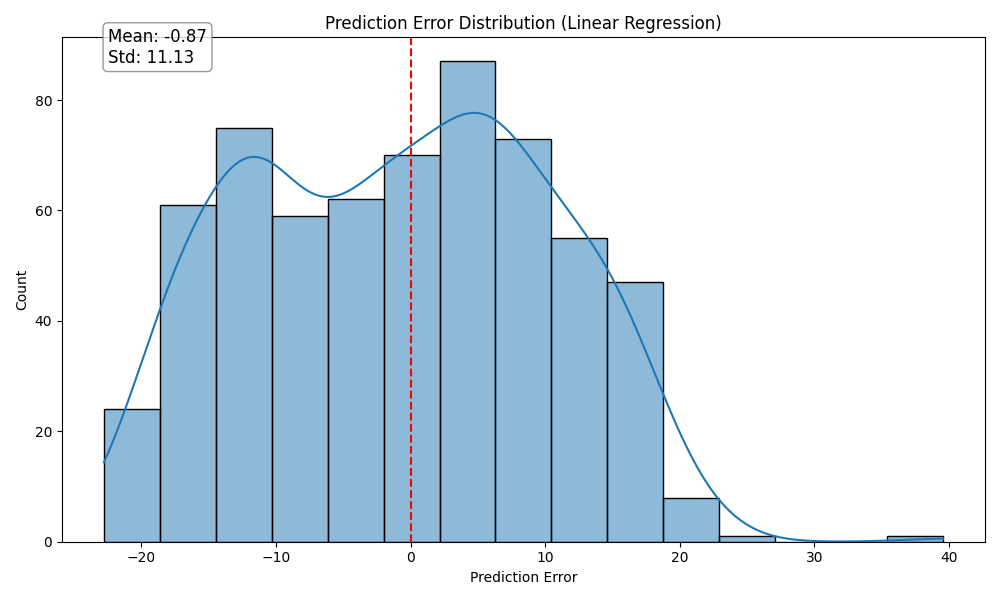 Prediction Error Distribution (Linear Regression)
Mean: -0.87
Std: 11.13
Count
80
60
40
20
0
−20
−10
0
10
20
30
40
Prediction Error